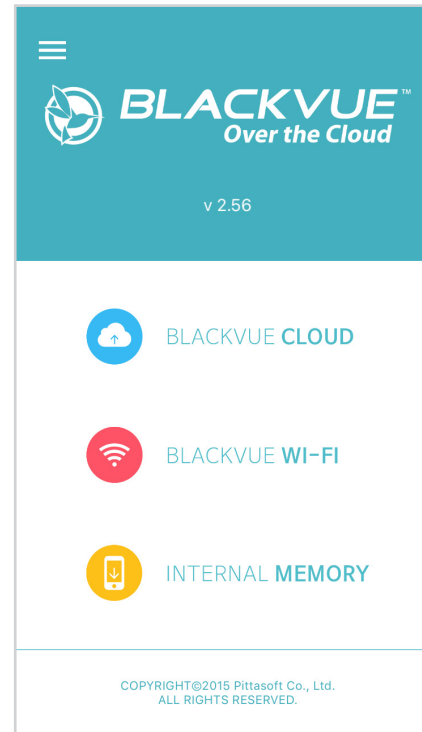 BLACKVUE™
Over the Cloud
v 2.56
BLACKVUE CLOUD
BLACKVUE WI-FI
INTERNAL MEMORY
COPYRIGHT©2015 Pittasoft Co., Ltd.
ALL RIGHTS RESERVED.